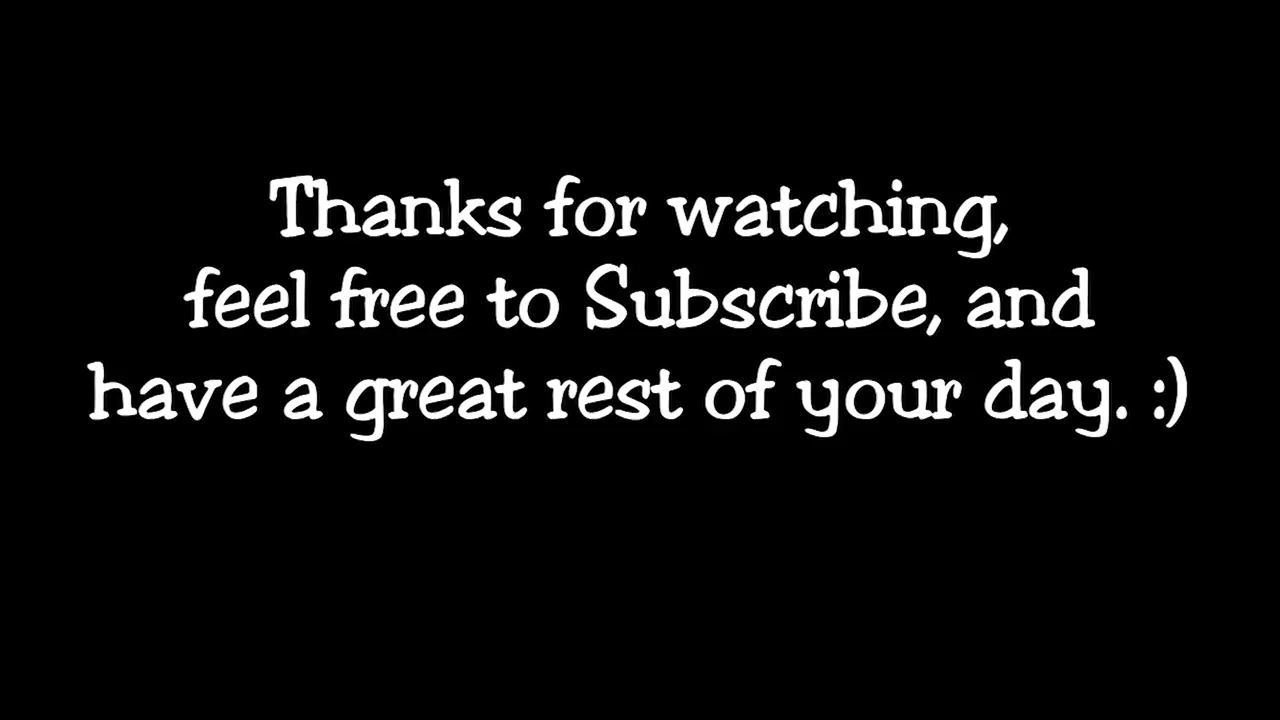 Thanks for watching,
feel free to Subscribe, and
have a great rest of your day. :)